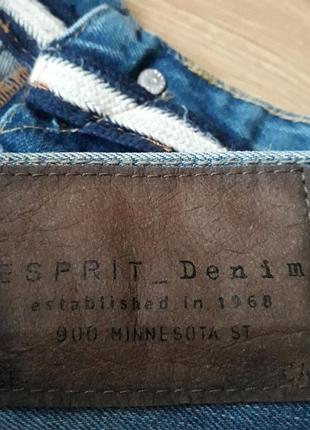 ESPRIT_Denim
established in 1968
900 MINNESOTA ST